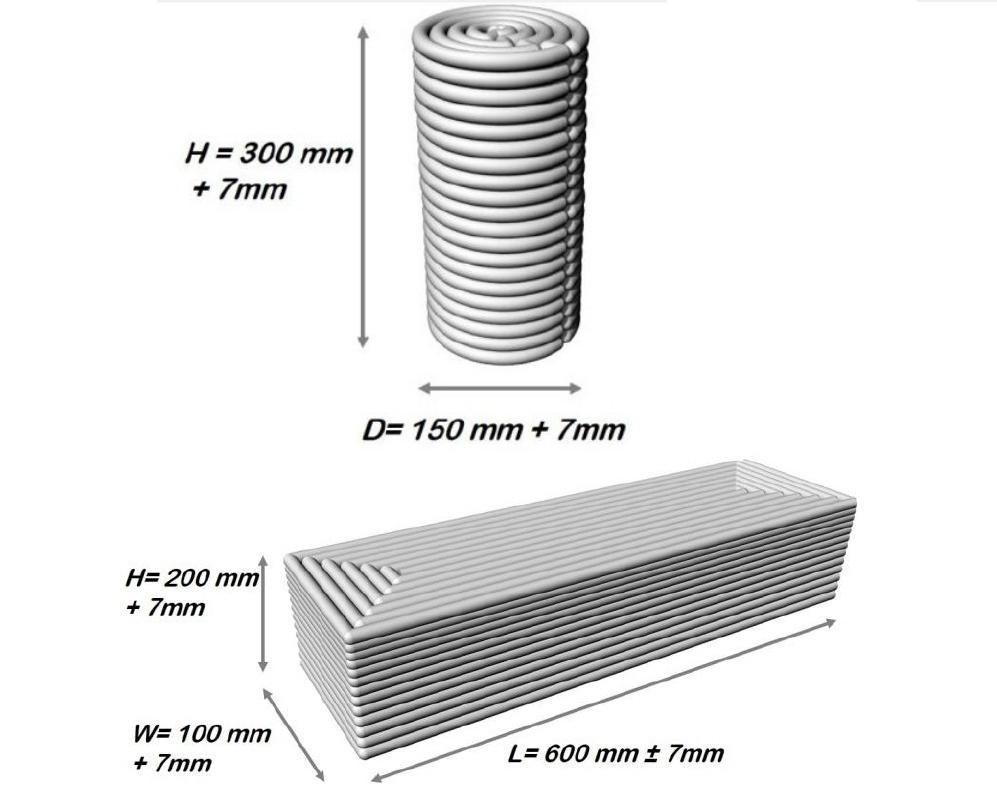 H = 300 mm
+ 7mm
D= 150 mm + 7mm
H= 200 mm
+ 7mm
W= 100 mm
+ 7mm
L= 600 mm ± 7mm